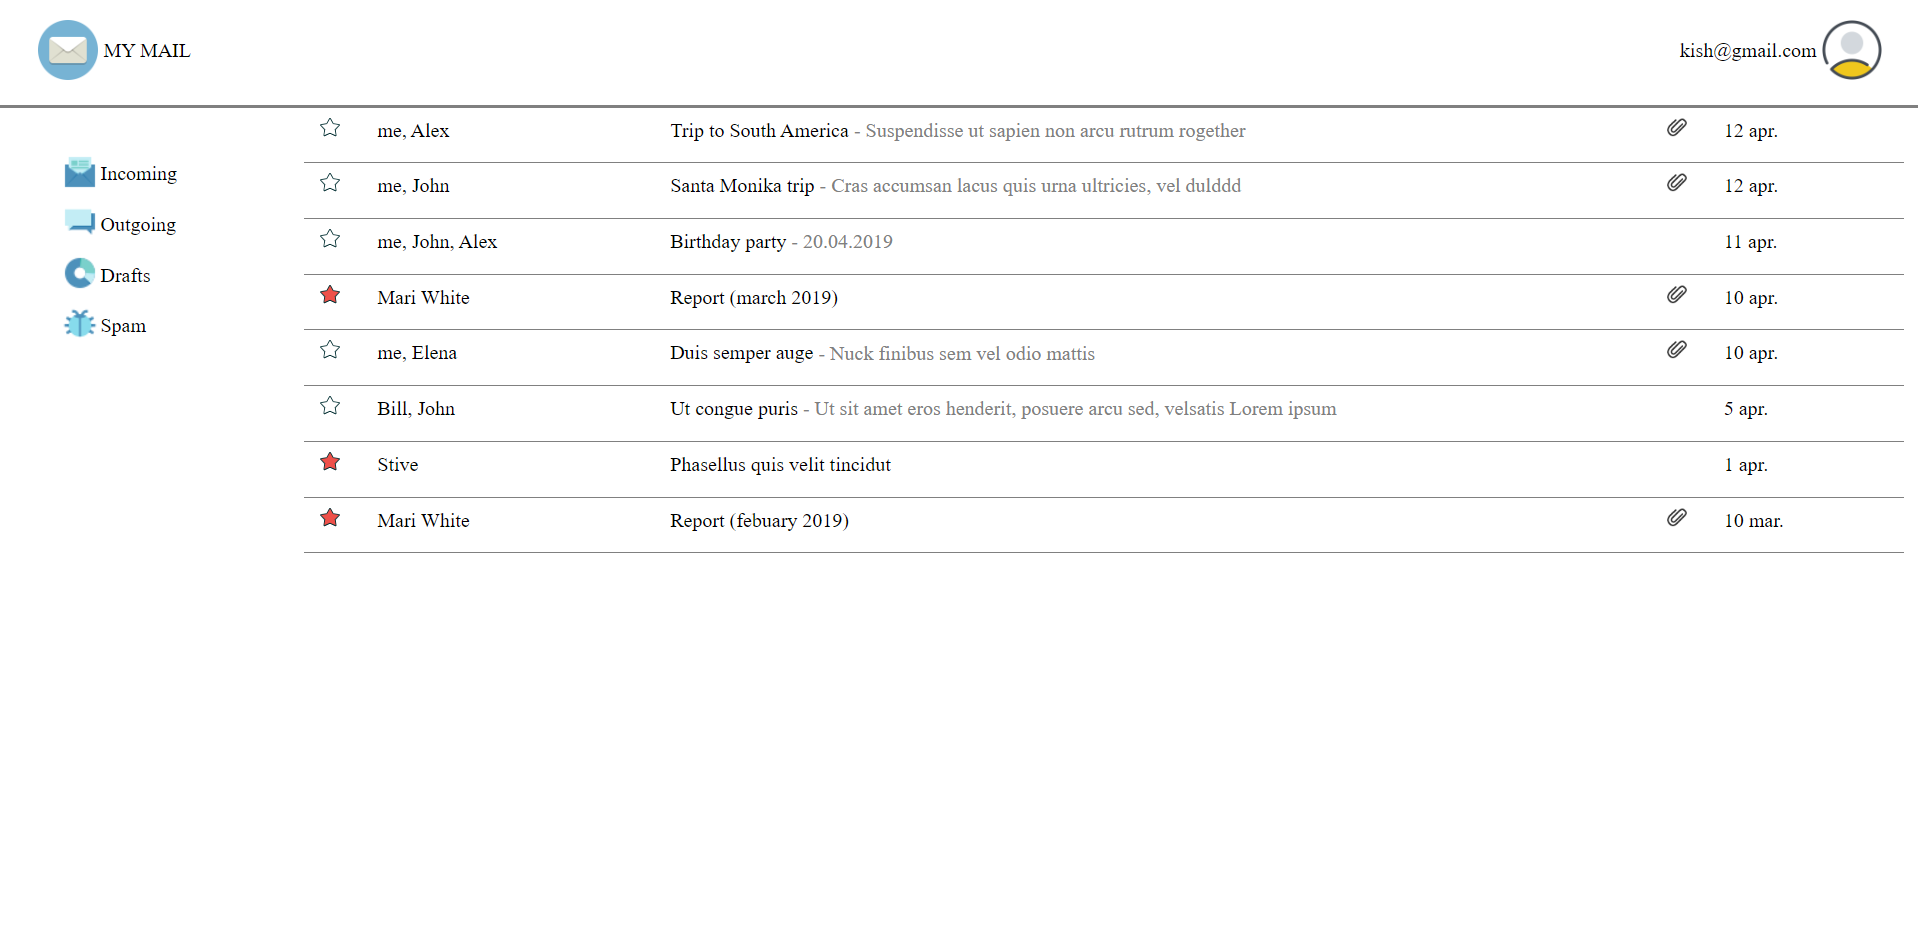 MY MAIL
kish@gmail.com
Incoming
Outgoing
Drafts
Spam
me, Alex Trip to South America - Suspendisse ut sapien non arcu rutrum rogether 12 apr.
me, John Santa Monika trip - Cras accumsan lacus quis urna ultricies, vel dulddd 12 apr.
me, John, Alex Birthday party - 20.04.2019 11 apr.
Mari White Report (march 2019) 10 apr.
me, Elena Duis semper auge - Nuck finibus sem vel odio mattis 10 apr.
Bill, John Ut congue puris - Ut sit amet eros henderit, posuere arcu sed, velsatis Lorem ipsum 5 apr.
Stive Phasellus quis velit tincidut 1 apr.
Mari White Report (febuary 2019) 10 mar.